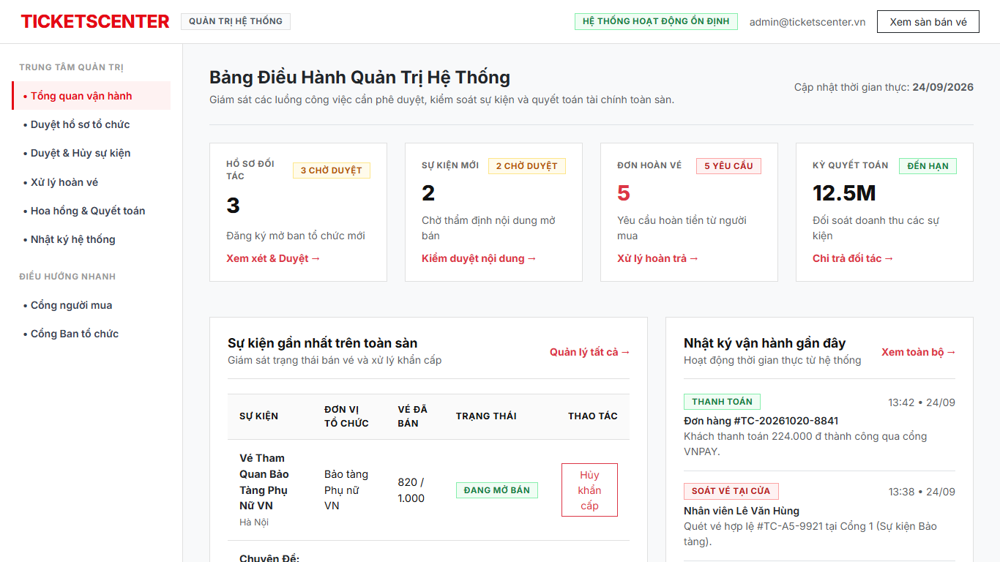 TICKETSCENTER
QUẢN TRỊ HỆ THỐNG
HỆ THỐNG HOẠT ĐỘNG ỔN ĐỊNH
admin@ticketscenter.vn
Xem sàn bán vé
TRUNG TÂM QUẢN TRỊ
• Tổng quan vận hành
• Duyệt hồ sơ tổ chức
• Duyệt & Hủy sự kiện
• Xử lý hoàn vé
• Hoa hồng & Quyết toán
• Nhật ký hệ thống
ĐIỀU HƯỚNG NHANH
• Cổng người mua
• Cổng Ban tổ chức
Bảng Điều Hành Quản Trị Hệ Thống
Giám sát các luồng công việc cần phê duyệt, kiểm soát sự kiện và quyết toán tài chính toàn sàn.
Cập nhật thời gian thực: 24/09/2026
HỒ SƠ ĐỐI
TÁC
3 CHỜ DUYỆT
3
Đăng ký mở ban tổ chức mới
Xem xét & Duyệt →
SỰ KIỆN MỚI
2 CHỜ DUYỆT
2
Chờ thẩm định nội dung mở
bán
Kiểm duyệt nội dung →
ĐƠN HOÀN VÉ
5 YÊU CẦU
5
Yêu cầu hoàn tiền từ người
mua
Xử lý hoàn trả →
KỲ QUYẾT TOÁN
ĐẾN HẠN
12.5M
Đối soát doanh thu các sự
kiện
Chi trả đối tác →
Sự kiện gần nhất trên toàn sàn
Giám sát trạng thái bán vé và xử lý khẩn cấp
Quản lý tất cả →
SỰ KIỆN
ĐƠN VỊ
TỔ CHỨC
VÉ ĐÃ
BÁN
TRẠNG THÁI
THAO TÁC
Vé Tham
Quan Bảo
Tàng Phụ
Nữ VN
Hà Nội
Bảo tàng
Phụ nữ
VN
820 /
1.000
ĐANG MỞ BÁN
Hủy
khẩn
cấp
Chuyên Đề:
Nhật ký vận hành gần đây
Hoạt động thời gian thực từ hệ thống
Xem toàn bộ →
THANH TOÁN
13:42 • 24/09
Đơn hàng #TC-20261020-8841
Khách thanh toán 224.000 đ thành công qua cổng
VNPAY.
SOÁT VÉ TẠI CỬA
13:38 • 24/09
Nhân viên Lê Văn Hùng
Quét vé hợp lệ #TC-A5-9921 tại Cổng 1 (Sự kiện Bảo
tàng).